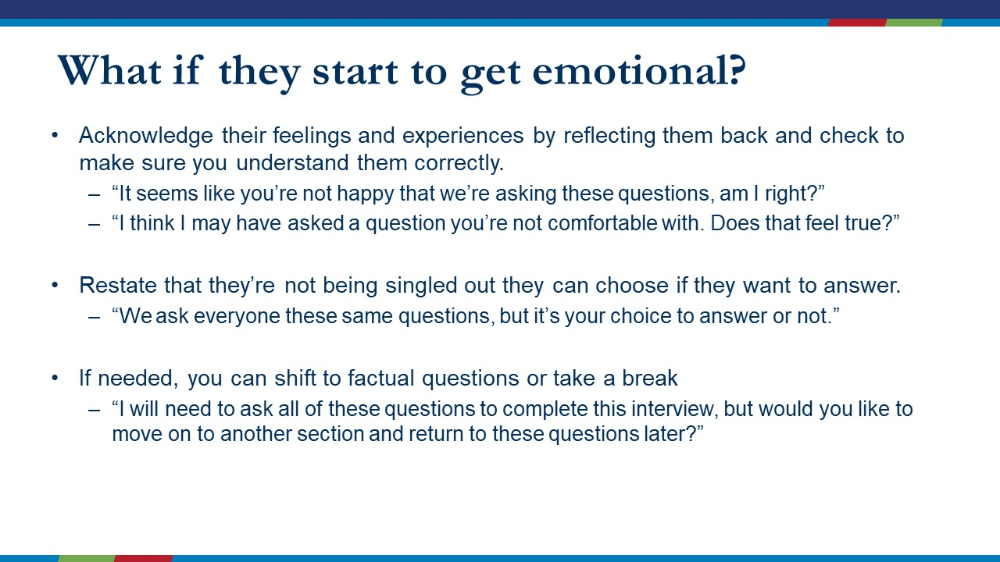 What if they start to get emotional?
• Acknowledge their feelings and experiences by reflecting them back and check to
make sure you understand them correctly.
– “It seems like you’re not happy that we’re asking these questions, am I right?”
– “I think I may have asked a question you’re not comfortable with. Does that feel true?”
• Restate that they’re not being singled out they can choose if they want to answer.
– “We ask everyone these same questions, but it’s your choice to answer or not.”
• If needed, you can shift to factual questions or take a break
– “I will need to ask all of these questions to complete this interview, but would you like to
move on to another section and return to these questions later?”